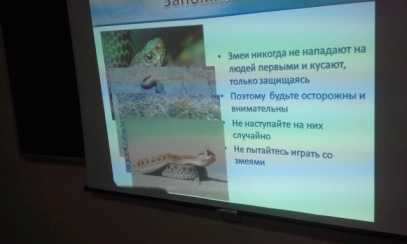 • Змеи никогда не нападают на
людей первыми и кусают,
только защищаясь
• Поэтому будьте осторожны и
внимательны
• Не наступайте на них
случайно
• Не пытайтесь играть со
змеями